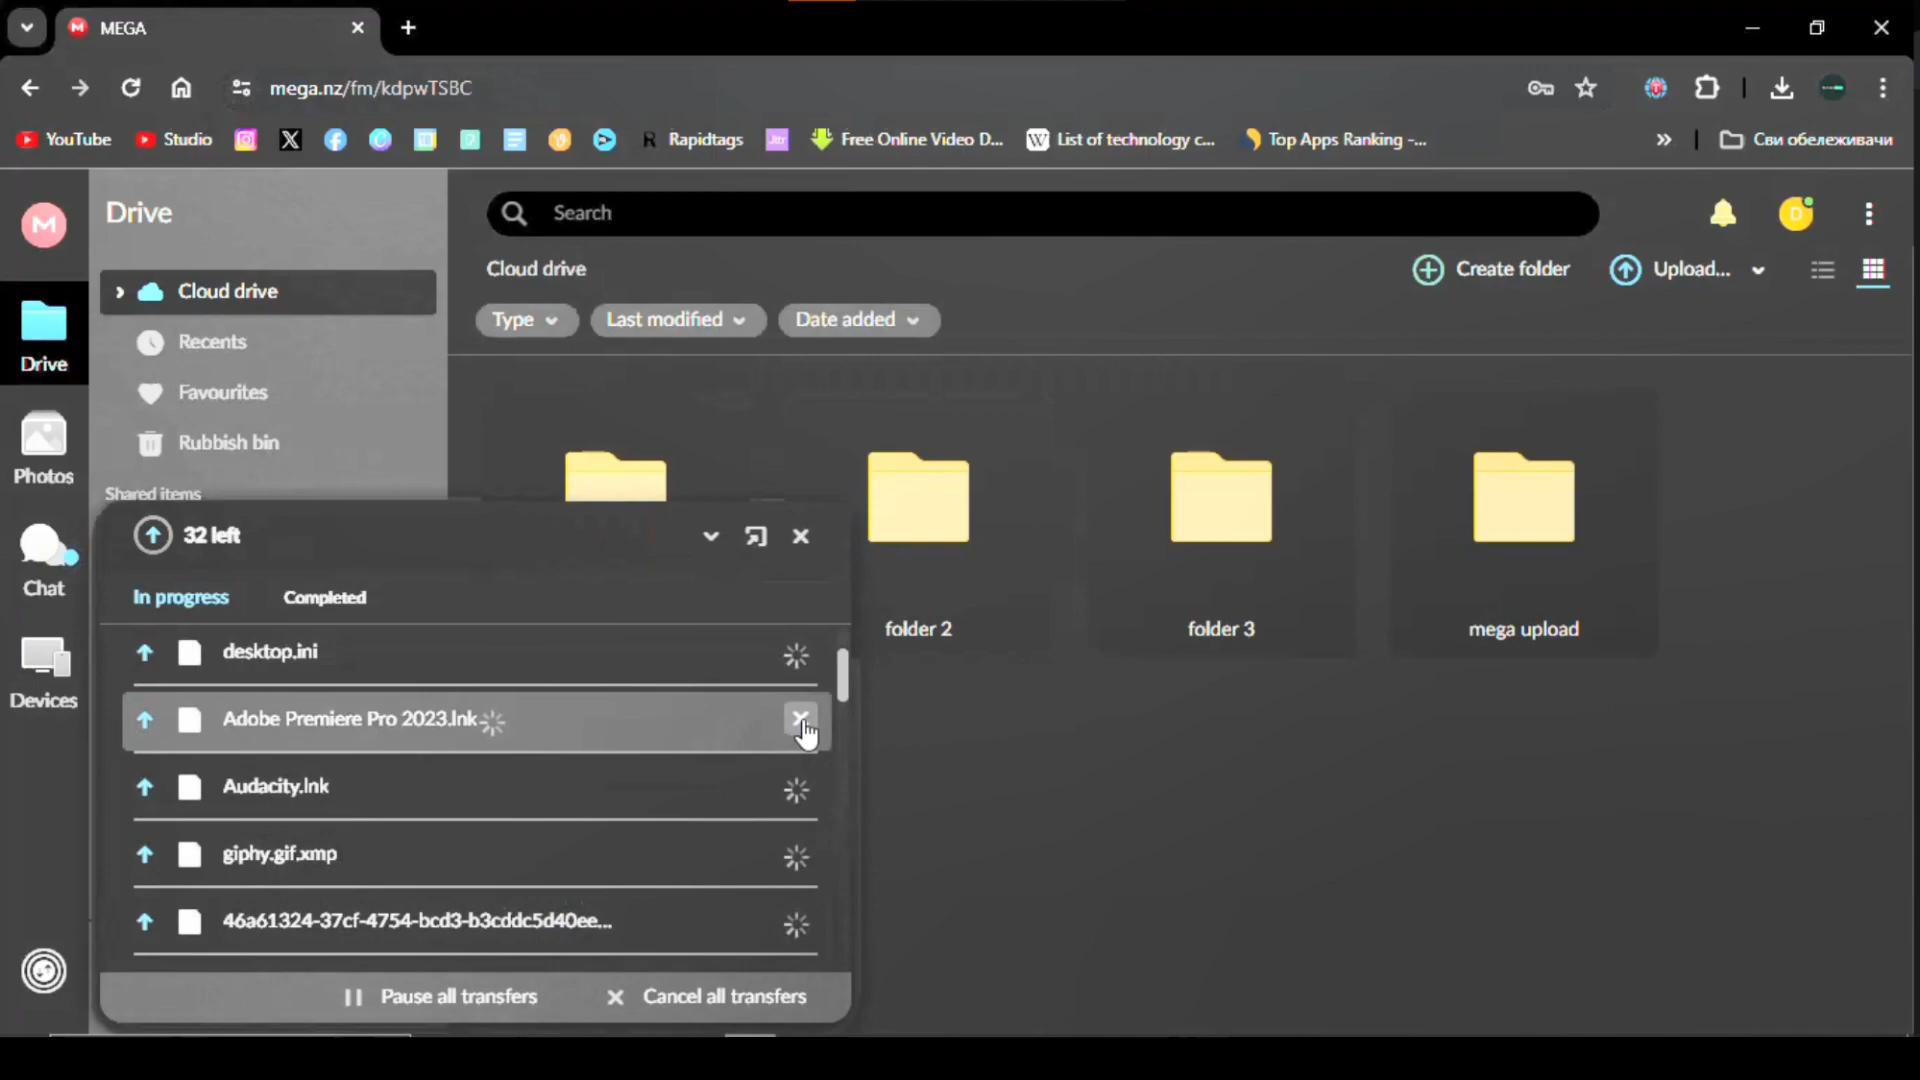 MEGA
mega.nz/fm/kdpwTSBC
YouTube
Studio
Rapidtags
Jttr
Free Online Video D...
List of technology c...
Top Apps Ranking -...
Сви обележивачи
Drive
Search
D
Cloud drive
Cloud drive
Create folder
Upload...
Recents
Type
Last modified
Date added
Drive
Favourites
Rubbish bin
Photos
Shared items
32 left
Chat
In progress
Completed
folder 2
folder 3
mega upload
desktop.ini
Devices
Adobe Premiere Pro 2023.lnk
Audacity.lnk
giphy.gif.xmp
46a61324-37cf-4754-bcd3-b3cddc5d40ee...
Pause all transfers
Cancel all transfers